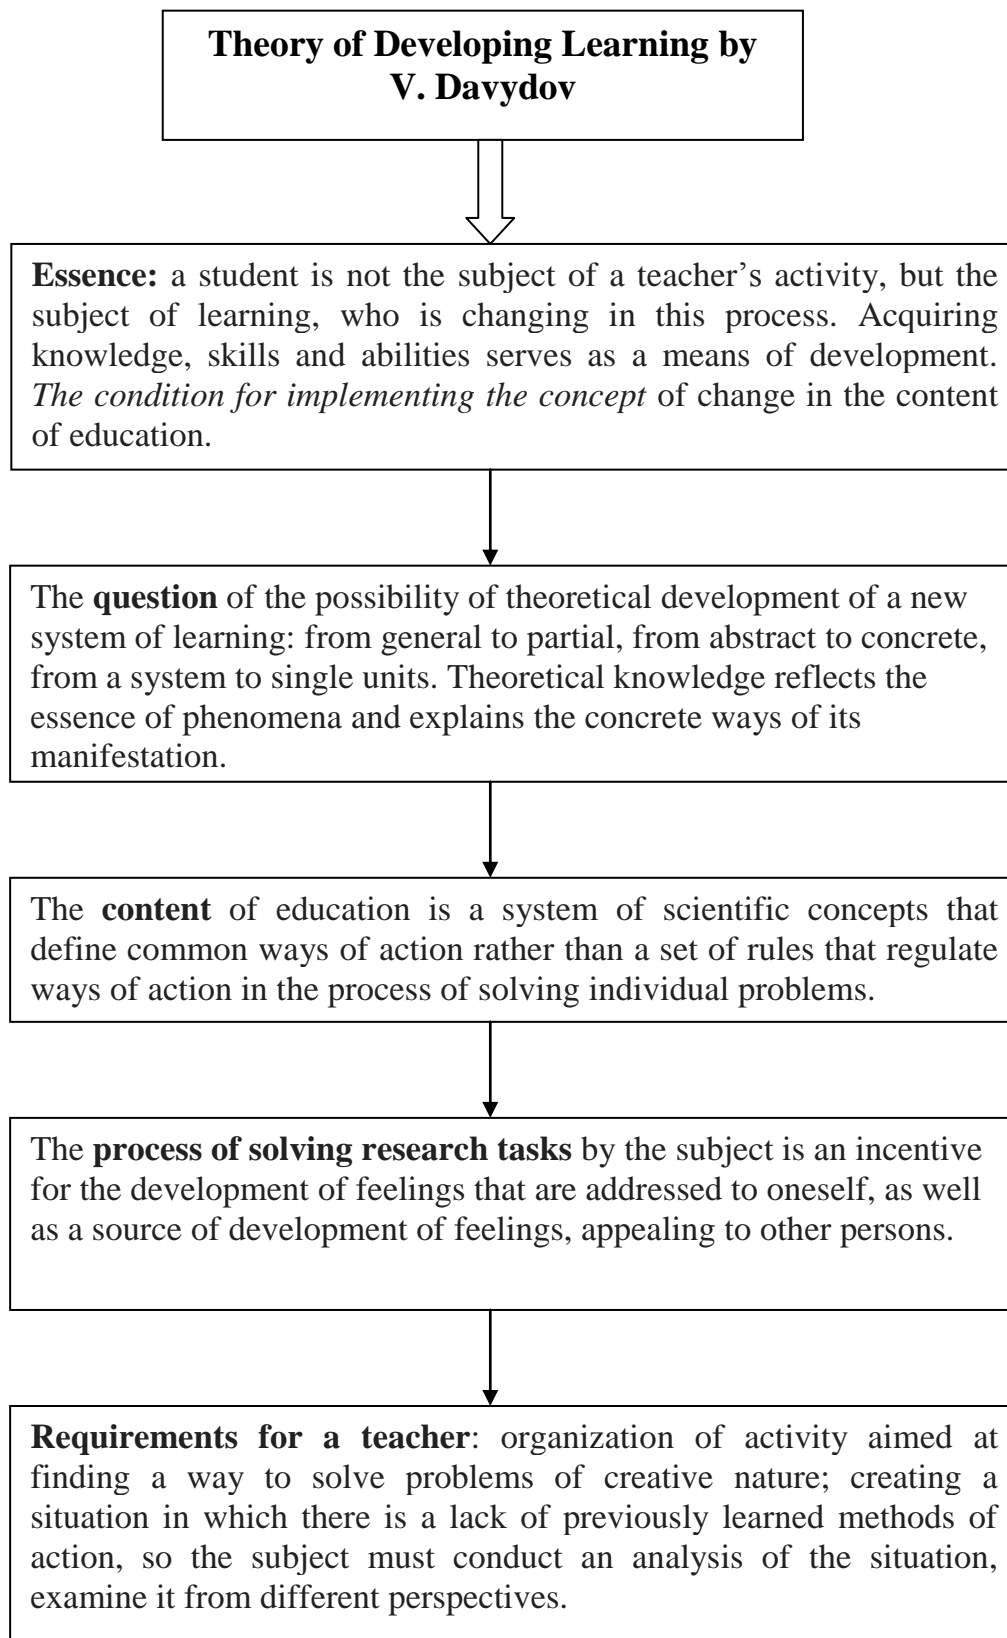 Theory of Developing Learning by
V. Davydov
Essence: a student is not the subject of a teacher’s activity, but the
subject of learning, who is changing in this process. Acquiring
knowledge, skills and abilities serves as a means of development.
The condition for implementing the concept of change in the content
of education.
The question of the possibility of theoretical development of a new
system of learning: from general to partial, from abstract to concrete,
from a system to single units. Theoretical knowledge reflects the
essence of phenomena and explains the concrete ways of its
manifestation.
The content of education is a system of scientific concepts that
define common ways of action rather than a set of rules that regulate
ways of action in the process of solving individual problems.
The process of solving research tasks by the subject is an incentive
for the development of feelings that are addressed to oneself, as well
as a source of development of feelings, appealing to other persons.
Requirements for a teacher: organization of activity aimed at
finding a way to solve problems of creative nature; creating a
situation in which there is a lack of previously learned methods of
action, so the subject must conduct an analysis of the situation,
examine it from different perspectives.